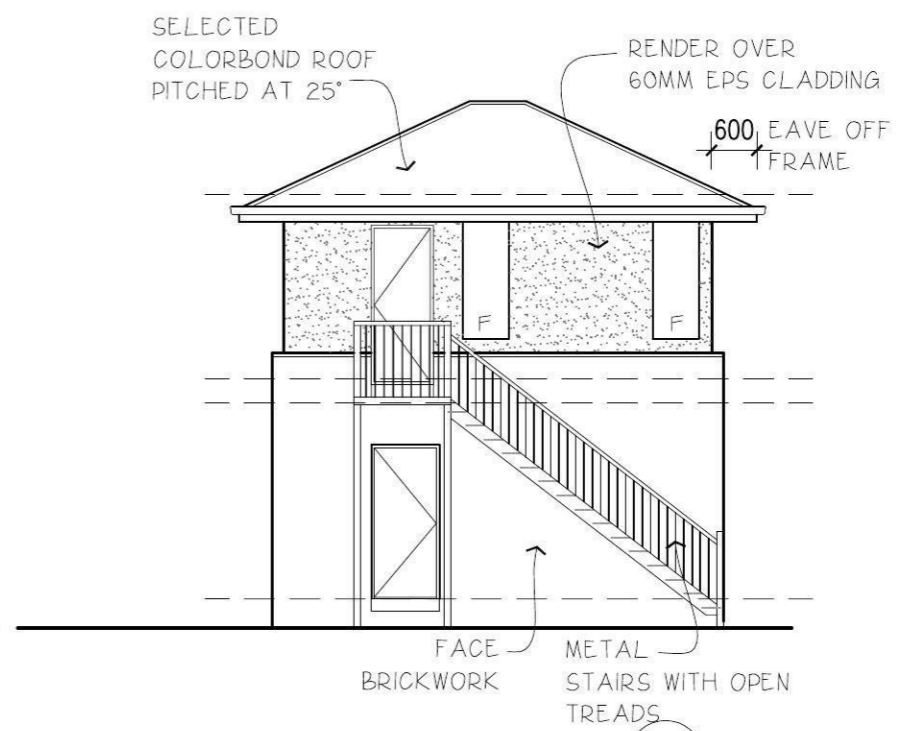 SELECTED
COLORBOND ROOF
PITCHED AT 25°
RENDER OVER
60MM EPS CLADDING
600 EAVE OFF
FRAME
F
F
FACE
BRICKWORK
METAL
STAIRS WITH OPEN
TREADS